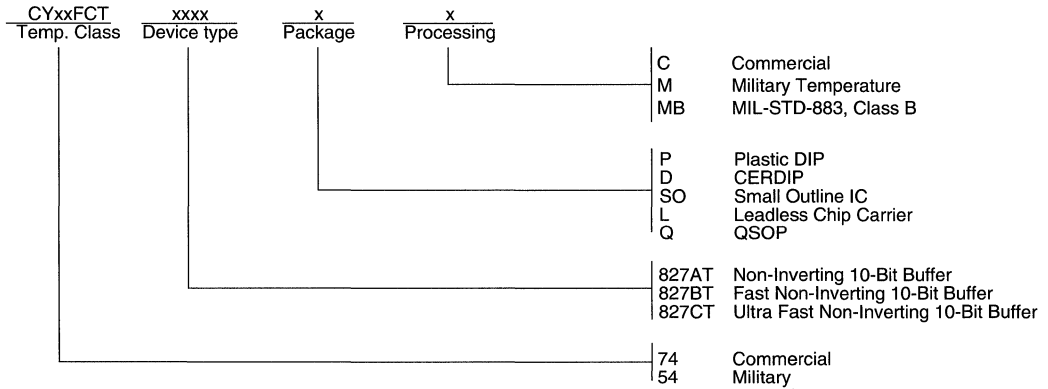 CYxxFCT xxxx x x
Temp. Class Device type Package Processing
C Commercial
M Military Temperature
MB MIL-STD-883, Class B
P Plastic DIP
D CERDIP
SO Small Outline IC
L Leadless Chip Carrier
Q QSOP
827AT Non-Inverting 10-Bit Buffer
827BT Fast Non-Inverting 10-Bit Buffer
827CT Ultra Fast Non-Inverting 10-Bit Buffer
74 Commercial
54 Military